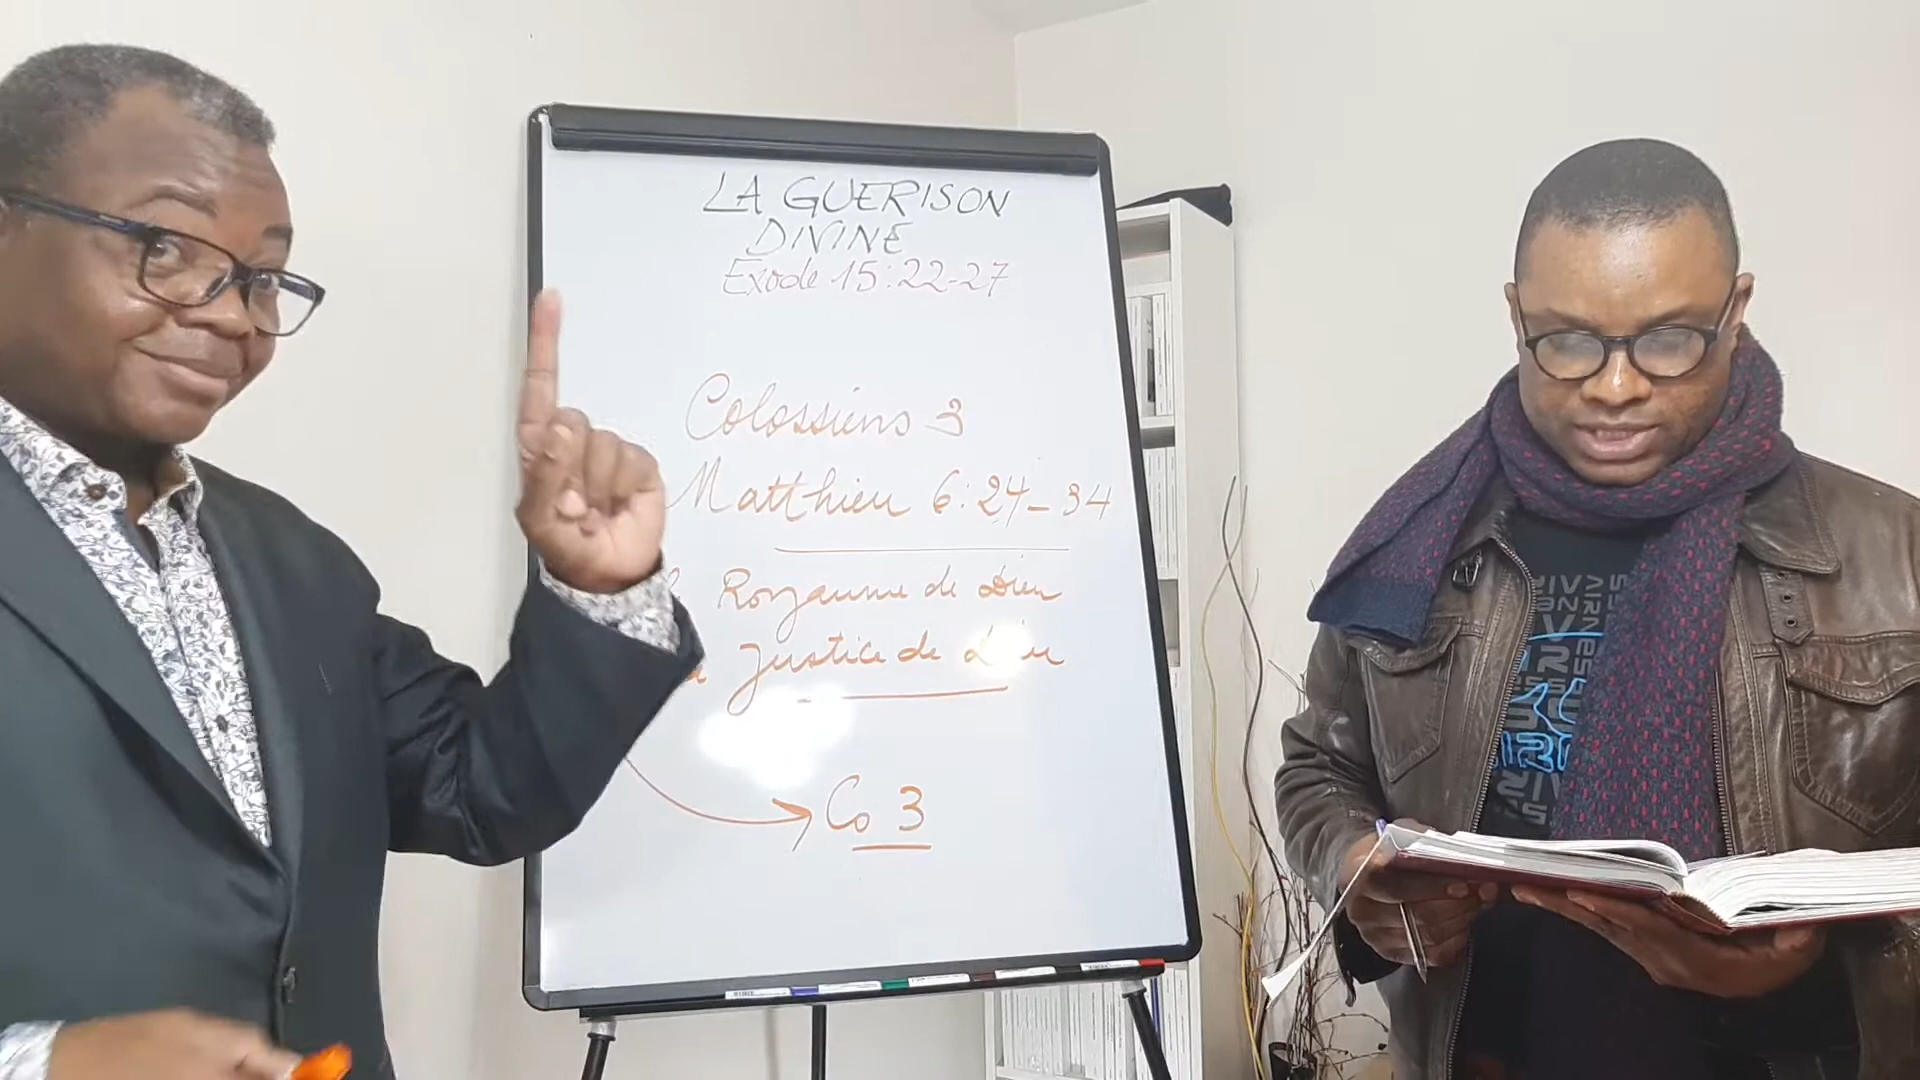 LA GUERISON
DIVINE
Exode 15:22-27
Colossiens 3
Matthieu 6:24-34
Royaume de Dieu
Justice de Dieu
Co 3